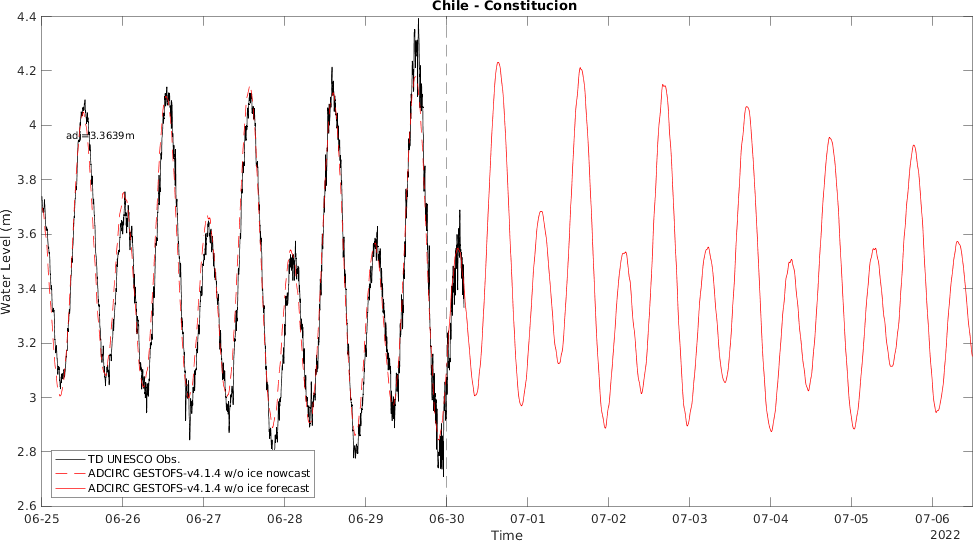 Chile - Constitucion
4.4
4.2
4
3.8
3.6
3.4
3.2
3
2.8
2.6
Water Level (m)
adj=3.3639m
TD UNESCO Obs.
ADCIRC GESTOFS-v4.1.4 w/o ice nowcast
ADCIRC GESTOFS-v4.1.4 w/o ice forecast
06-25 06-26 06-27 06-28 06-29 06-30 07-01 07-02 07-03 07-04 07-05 07-06
Time
2022